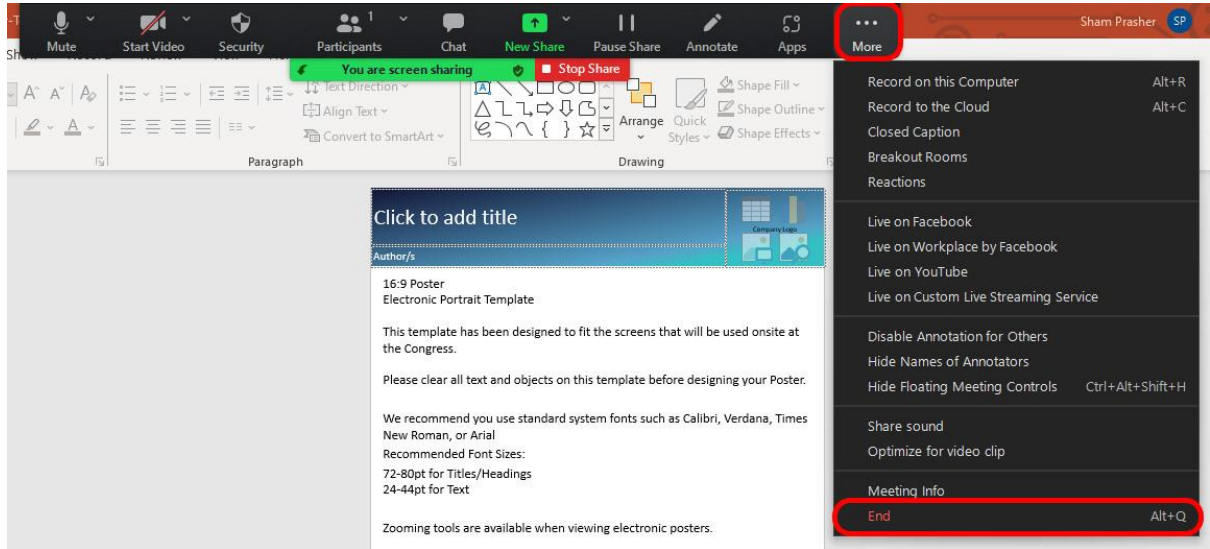 1
Mute
Start Video
Security
Participants
Chat
New Share
Pause Share
Annotate
Apps
More
Sham Prasher SP
You are screen sharing
Stop Share
Text Direction
Align Text
Convert to SmartArt
Arrange
Quick
Styles
Shape Fill
Shape Outline
Shape Effects
Paragraph
Drawing
Click to add title
Company Logo
Author/s
16:9 Poster
Electronic Portrait Template
This template has been designed to fit the screens that will be used onsite at
the Congress.
Please clear all text and objects on this template before designing your Poster.
We recommend you use standard system fonts such as Calibri, Verdana, Times
New Roman, or Arial
Recommended Font Sizes:
72-80pt for Titles/Headings
24-44pt for Text
Zooming tools are available when viewing electronic posters.
Record on this Computer Alt+R
Record to the Cloud Alt+C
Closed Caption
Breakout Rooms
Reactions
Live on Facebook
Live on Workplace by Facebook
Live on YouTube
Live on Custom Live Streaming Service
Disable Annotation for Others
Hide Names of Annotators
Hide Floating Meeting Controls Ctrl+Alt+Shift+H
Share sound
Optimize for video clip
Meeting Info
End Alt+Q